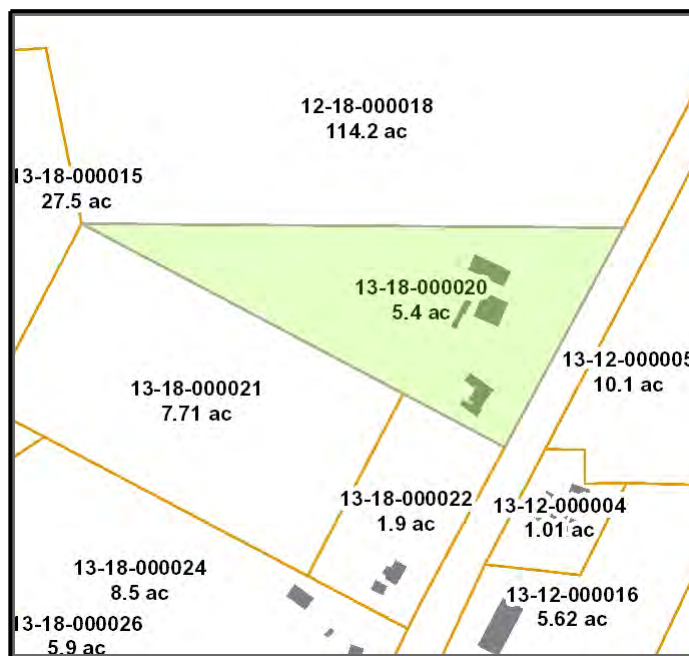 12-18-000018
114.2 ac
13-18-000015
27.5 ac
13-18-000020
5.4 ac
13-12-000005
10.1 ac
13-18-000021
7.71 ac
13-18-000022
1.9 ac
13-12-000004
1.01 ac
13-18-000024
8.5 ac
13-12-000016
5.62 ac
13-18-000026
5.9 ac